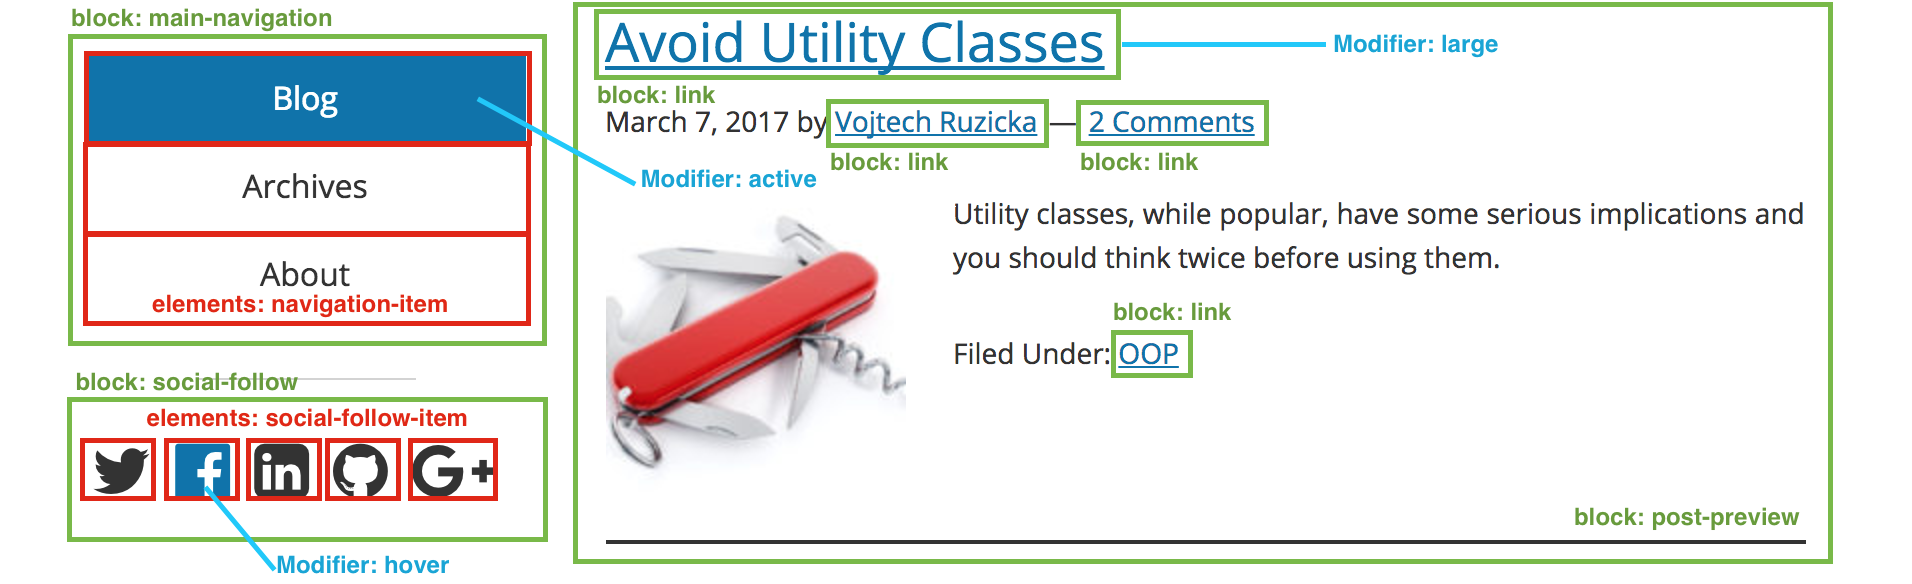 block: main-navigation
Blog
Archives
About
elements: navigation-item
block: social-follow
elements: social-follow-item
in
G+
Modifier: hover
Avoid Utility Classes
Modifier: large
block: link
March 7, 2017 by Vojtech Ruzicka — 2 Comments
block: link
block: link
Modifier: active
Utility classes, while popular, have some serious implications and
you should think twice before using them.
block: link
Filed Under: OOP
block: post-preview